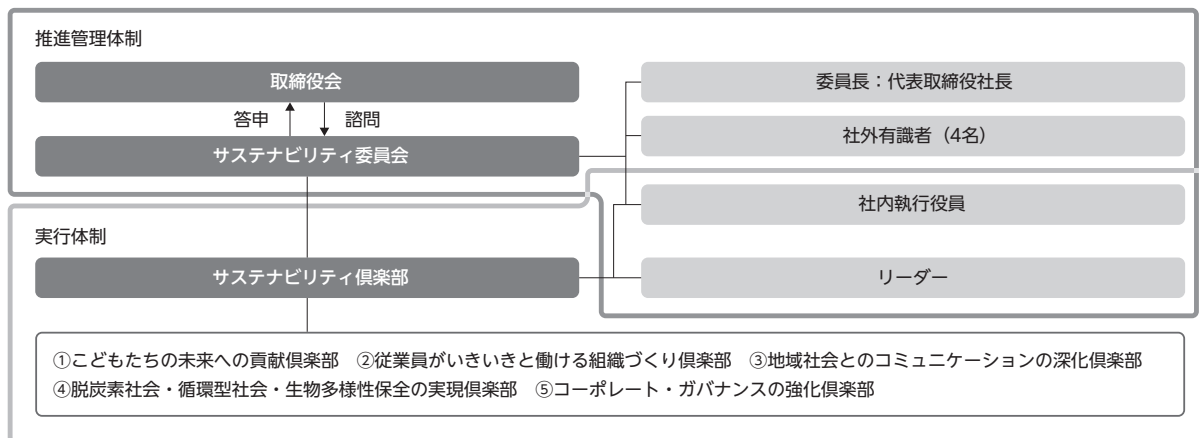 推進管理体制
取締役会
答申
諮問
サステナビリティ委員会
委員長：代表取締役社長
社外有識者（4名）
社内執行役員
実行体制
サステナビリティ倶楽部
リーダー
①こどもたちの未来への貢献倶楽部　②従業員がいきいきと働ける組織づくり倶楽部　③地域社会とのコミュニケーションの深化倶楽部
④脱炭素社会・循環型社会・生物多様性保全の実現倶楽部　⑤コーポレート・ガバナンスの強化倶楽部